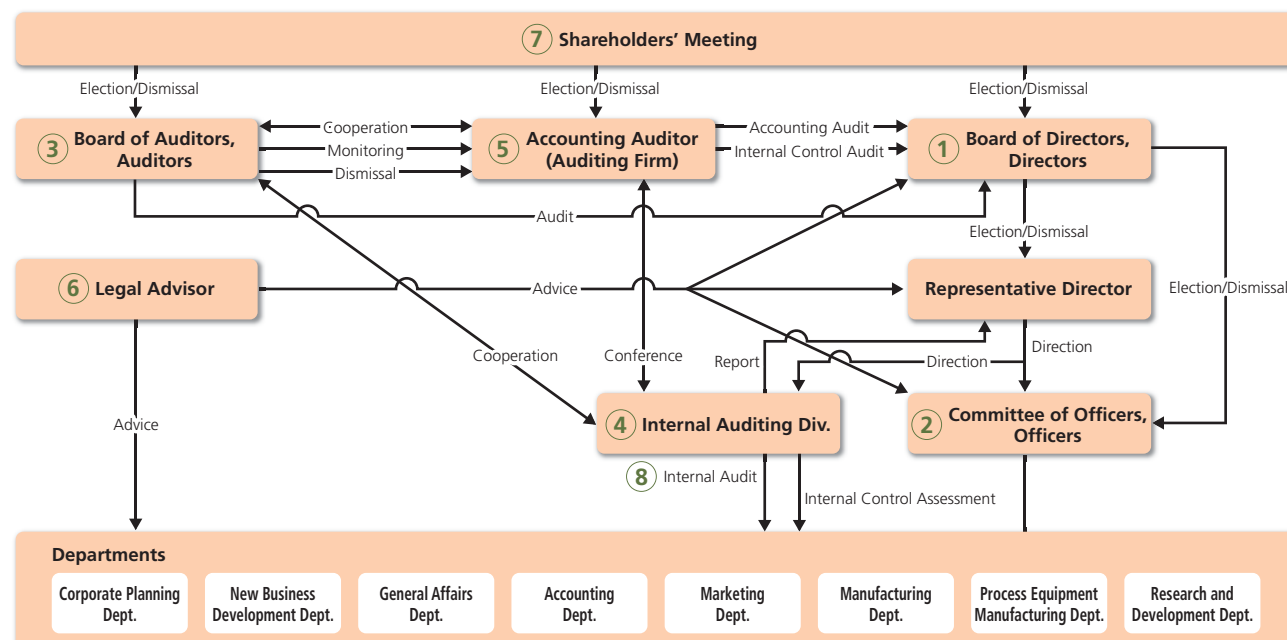 7 Shareholders’ Meeting
Election/Dismissal
Election/Dismissal
Election/Dismissal
3 Board of Auditors,
Auditors
Cooperation
Monitoring
Dismissal
5 Accounting Auditor
(Auditing Firm)
Accounting Audit
Internal Control Audit
1 Board of Directors,
Directors
Audit
Election/Dismissal
6 Legal Advisor
Advice
Representative Director
Election/Dismissal
Cooperation
Conference
Report
Direction
Direction
Advice
4 Internal Auditing Div.
2 Committee of Officers,
Officers
8 Internal Audit
Internal Control Assessment
Departments
Corporate Planning
Dept.
New Business
Development Dept.
General Affairs
Dept.
Accounting
Dept.
Marketing
Dept.
Manufacturing
Dept.
Process Equipment
Manufacturing Dept.
Research and
Development Dept.